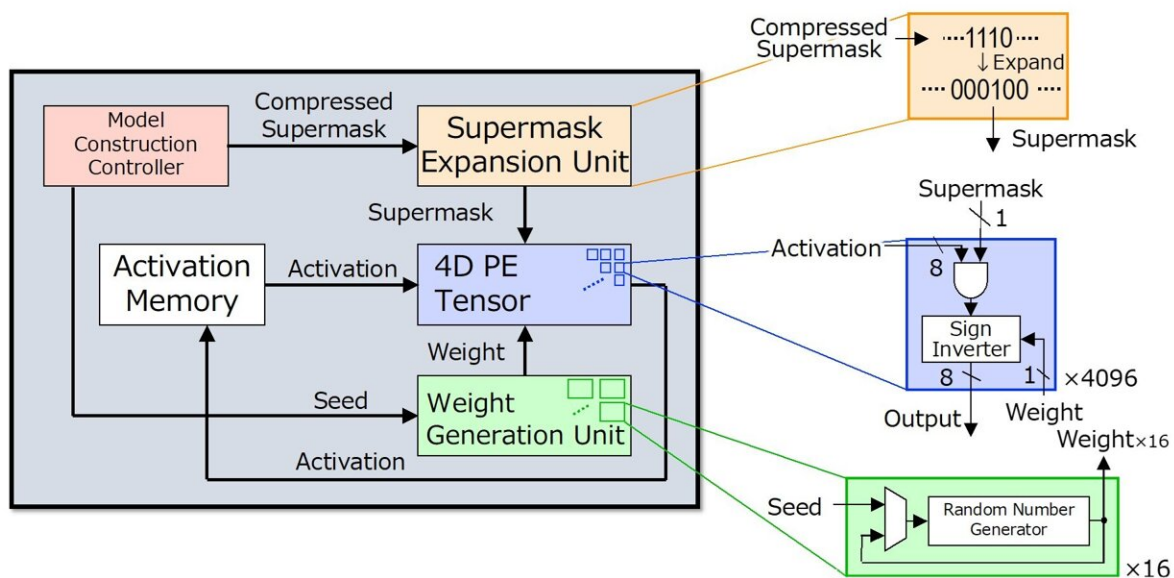 Compressed
Supermask
····1110····
↓Expand
···· 000100 ····
Supermask
Model
Construction
Controller
Compressed
Supermask
Supermask
Expansion Unit
Supermask
Supermask
1
Activation
8
Activation
Memory
Activation
4D PE
Tensor
Sign
Inverter
8
1
×4096
Output
Weight
Weight
Seed
Weight
Generation Unit
Activation
Weight×16
Seed
Random Number
Generator
×16